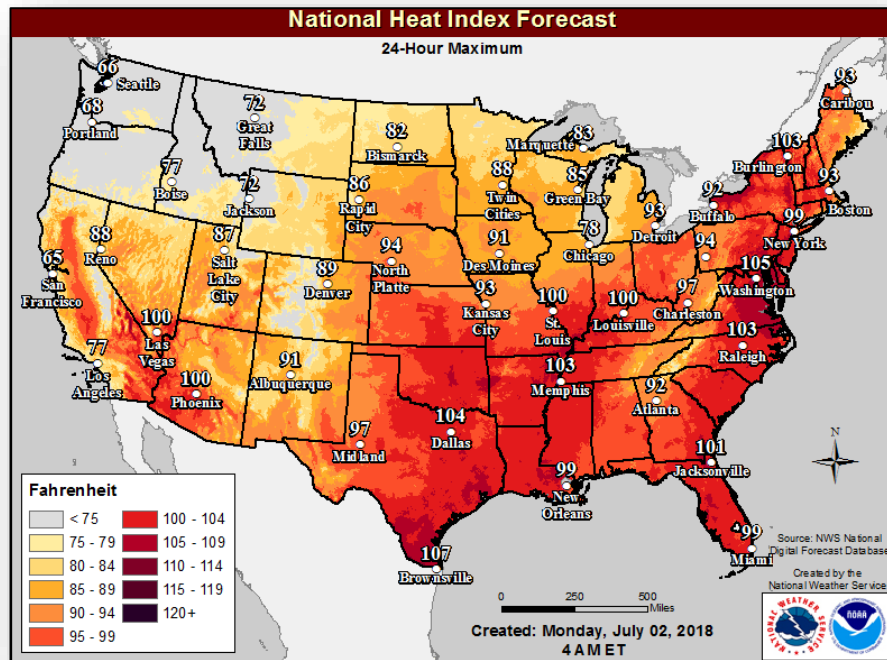 National Heat Index Forecast
24-Hour Maximum
66
Seattle
68
Portland
72
Great
Falls
82
Bismarck
Marquette
83
93
Caribou
103
Burlington
77
Boise
72
Jackson
86
Rapid
City
88
Twin
Cities
85
Green Bay
93
Detroit
92
Buffalo
93
Boston
88
Reno
87
Salt
Lake
City
94
North
Platte
91
Des Moines
78
Chicago
94
99
New York
65
San
Francisco
89
Denver
93
Kansas
City
100
St.
Louis
100
Louisville
97
Charleston
105
Washington
100
Las
Vegas
103
Raleigh
77
Los
Angeles
100
Phoenix
91
Albuquerque
103
Memphis
92
Atlanta
97
Midland
104
Dallas
101
Jacksonville
99
New
Orleans
99
Miami
107
Brownsville
N
Fahrenheit
< 75
75 - 79
80 - 84
85 - 89
90 - 94
95 - 99
100 - 104
105 - 109
110 - 114
115 - 119
120+
0 250 500
Miles
Created: Monday, July 02, 2018
4 AM ET
Source: NWS National
Digital Forecast Database
Created by the
National Weather Service
NATIONAL WEATHER SERVICE
NOAA